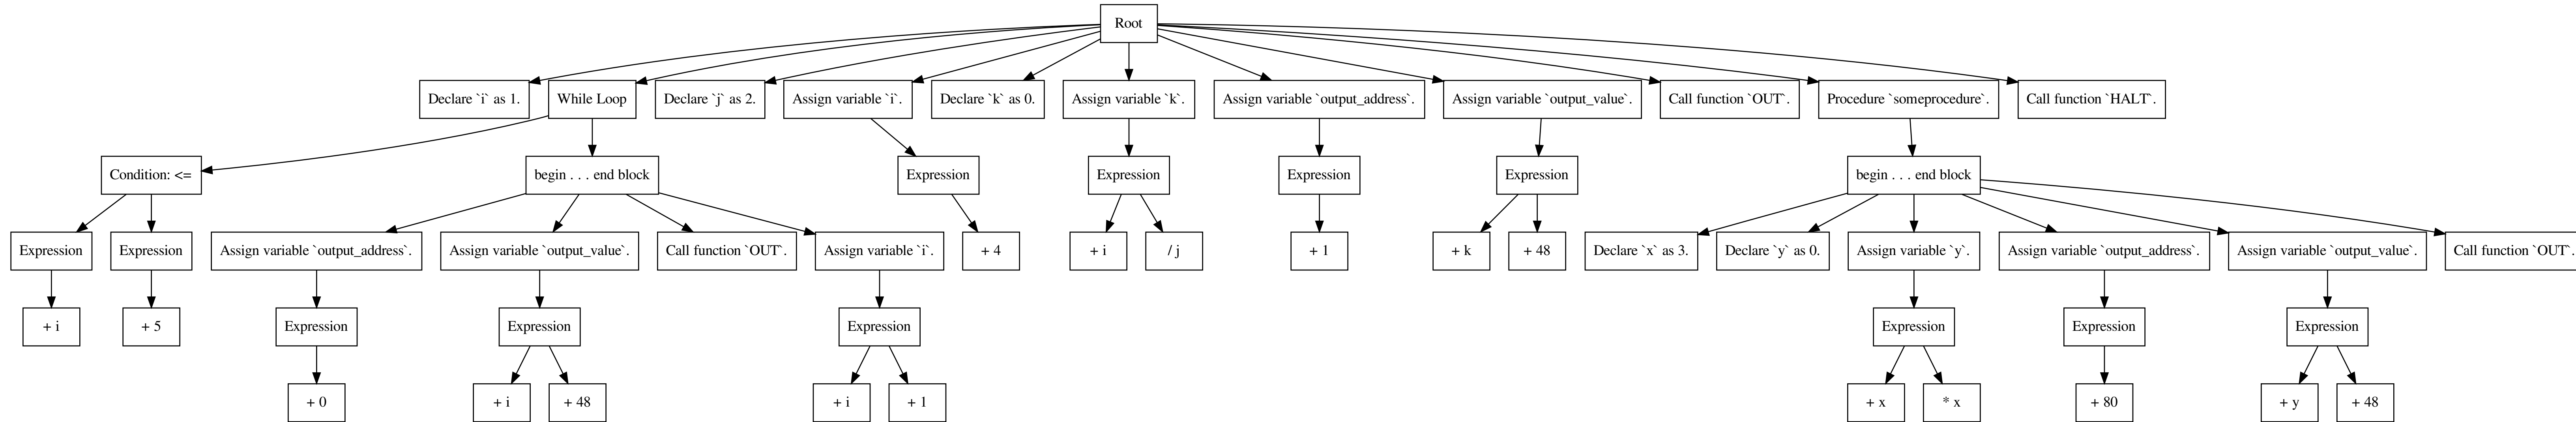 Root
Declare `i` as 1.
While Loop
Declare `j` as 2.
Assign variable `i`.
Declare `k` as 0.
Assign variable `k`.
Assign variable `output_address`.
Assign variable `output_value`.
Call function `OUT`.
Procedure `someprocedure`.
Call function `HALT`.
Condition: <=
begin . . . end block
Expression
Expression
Expression
Expression
begin . . . end block
Expression
Expression
Assign variable `output_address`.
Assign variable `output_value`.
Call function `OUT`.
Assign variable `i`.
+ 4
+ i
/ j
+ 1
+ k
+ 48
Declare `x` as 3.
Declare `y` as 0.
Assign variable `y`.
Assign variable `output_address`.
Assign variable `output_value`.
Call function `OUT`.
+ i
+ 5
Expression
Expression
Expression
Expression
Expression
Expression
+ 0
+ i
+ 48
+ i
+ 1
+ x
* x
+ 80
+ y
+ 48